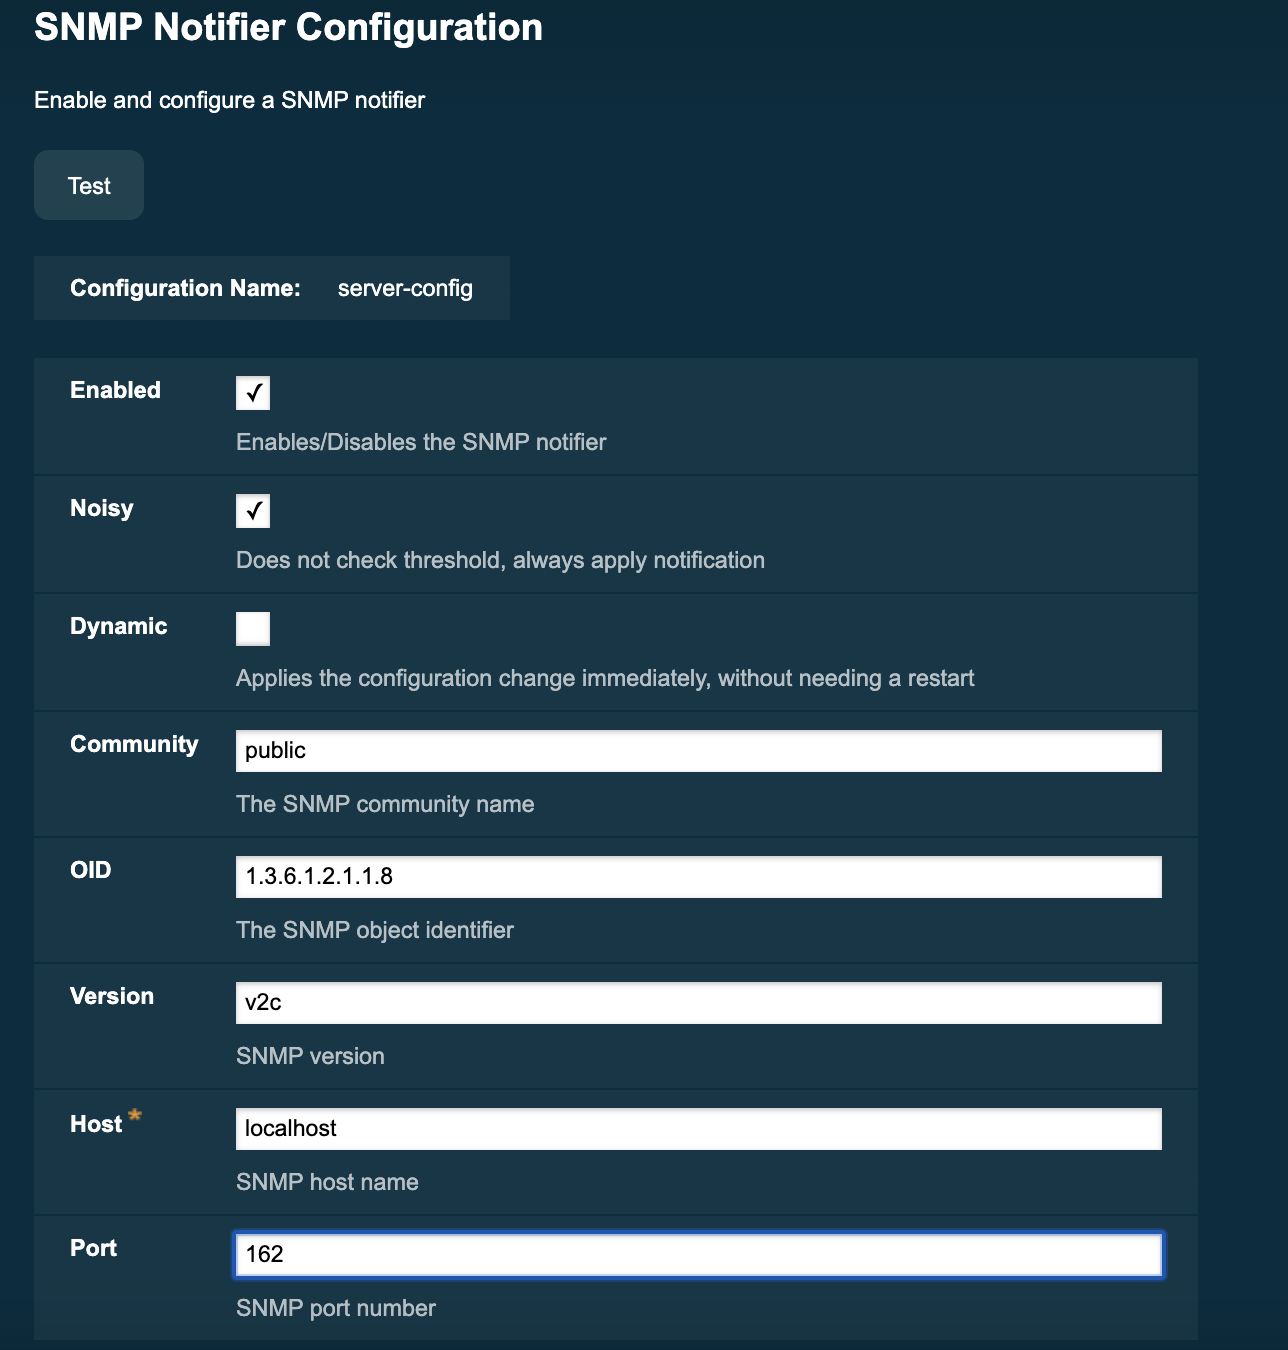 SNMP Notifier Configuration
Enable and configure a SNMP notifier
Test
Configuration Name: server-config
Enabled
Enables/Disables the SNMP notifier
Noisy
Does not check threshold, always apply notification
Dynamic
Applies the configuration change immediately, without needing a restart
Community public
The SNMP community name
OID 1.3.6.1.2.1.1.8
The SNMP object identifier
Version v2c
SNMP version
Host * localhost
SNMP host name
Port 162
SNMP port number